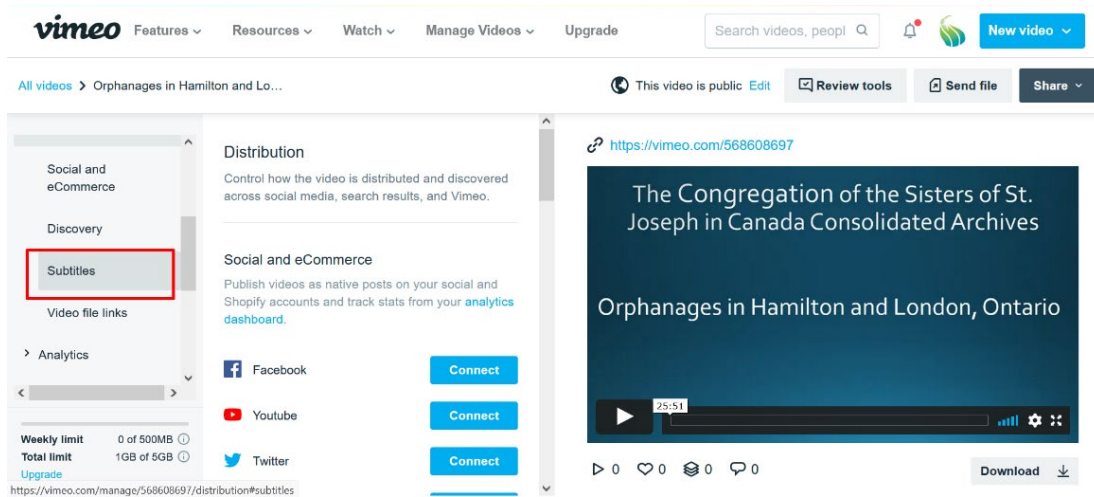 vimeo Features Resources Watch Manage Videos Upgrade Search videos, peopl New video
All videos > Orphanages in Hamilton and Lo... This video is public Edit Review tools Send file Share
Social and
eCommerce
Discovery
Subtitles
Video file links
> Analytics
Weekly limit 0 of 500MB
Total limit 1GB of 5GB
Upgrade
https://vimeo.com/manage/568608697/distribution#subtitles
Distribution
Control how the video is distributed and discovered
across social media, search results, and Vimeo.
Social and eCommerce
Publish videos as native posts on your social and
Shopify accounts and track stats from your analytics
dashboard.
Facebook Connect
Youtube Connect
Twitter Connect
https://vimeo.com/568608697
The Congregation of the Sisters of St.
Joseph in Canada Consolidated Archives
Orphanages in Hamilton and London, Ontario
25:51
0 0 0 0 Download